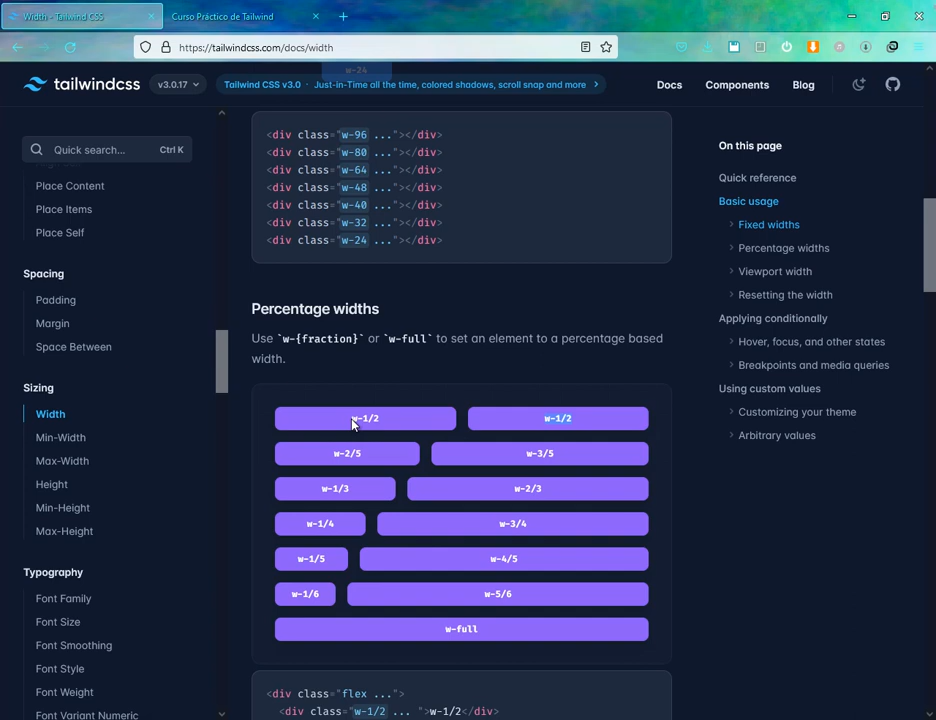 Width - Tailwind CSS
Curso Práctico de Tailwind
https://tailwindcss.com/docs/width
tailwindcss
v3.0.17
Tailwind CSS v3.0 · Just-in-Time all the time, colored shadows, scroll snap and more
Docs
Components
Blog
w-24
Quick search...
Ctrl K
Place Content
Place Items
Place Self
Spacing
Padding
Margin
Space Between
Sizing
Width
Min-Width
Max-Width
Height
Min-Height
Max-Height
Typography
Font Family
Font Size
Font Smoothing
Font Style
Font Weight
Font Variant Numeric
<div class="w-96 ..."></div>
<div class="w-80 ..."></div>
<div class="w-64 ..."></div>
<div class="w-48 ..."></div>
<div class="w-40 ..."></div>
<div class="w-32 ..."></div>
<div class="w-24 ..."></div>
Percentage widths
Use `w-{fraction}` or `w-full` to set an element to a percentage based
width.
w-1/2 w-1/2
w-2/5 w-3/5
w-1/3 w-2/3
w-1/4 w-3/4
w-1/5 w-4/5
w-1/6 w-5/6
w-full
<div class="flex ...">
<div class="w-1/2 ... ">w-1/2</div>
On this page
Quick reference
Basic usage
Fixed widths
Percentage widths
Viewport width
Resetting the width
Applying conditionally
Hover, focus, and other states
Breakpoints and media queries
Using custom values
Customizing your theme
Arbitrary values